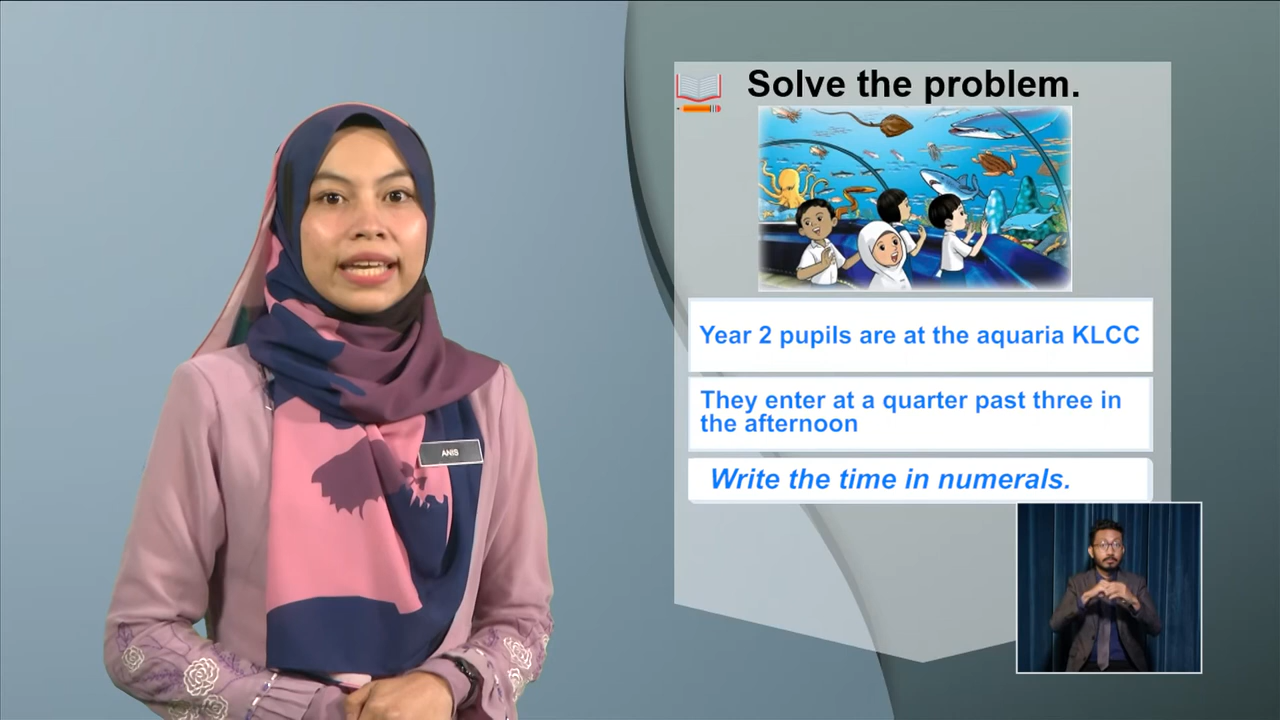 Solve the problem.
Year 2 pupils are at the aquaria KLCC
They enter at a quarter past three in
the afternoon
Write the time in numerals.
ANIS